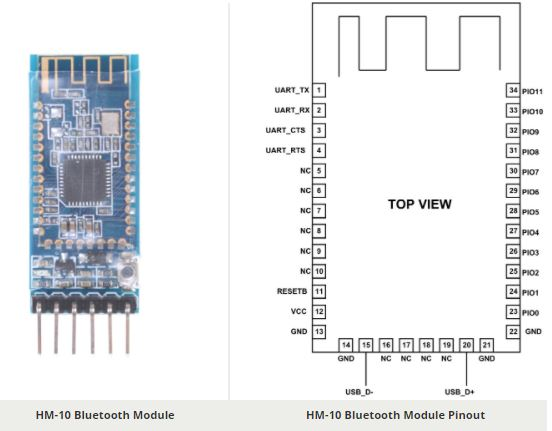 UART_TX 1
UART_RX 2
UART_CTS 3
UART_RTS 4
NC 5
NC 6
NC 7
NC 8
NC 9
NC 10
RESETB 11
VCC 12
GND 13
TOP VIEW
34 PIO11
33 PIO10
32 PIO9
31 PIO8
30 PIO7
29 PIO6
28 PIO5
27 PIO4
26 PIO3
25 PIO2
24 PIO1
23 PIO0
22 GND
14 15 16 17 18 19 20 21
GND NC NC NC NC GND
USB_D- USB_D+
HM-10 Bluetooth Module
HM-10 Bluetooth Module Pinout